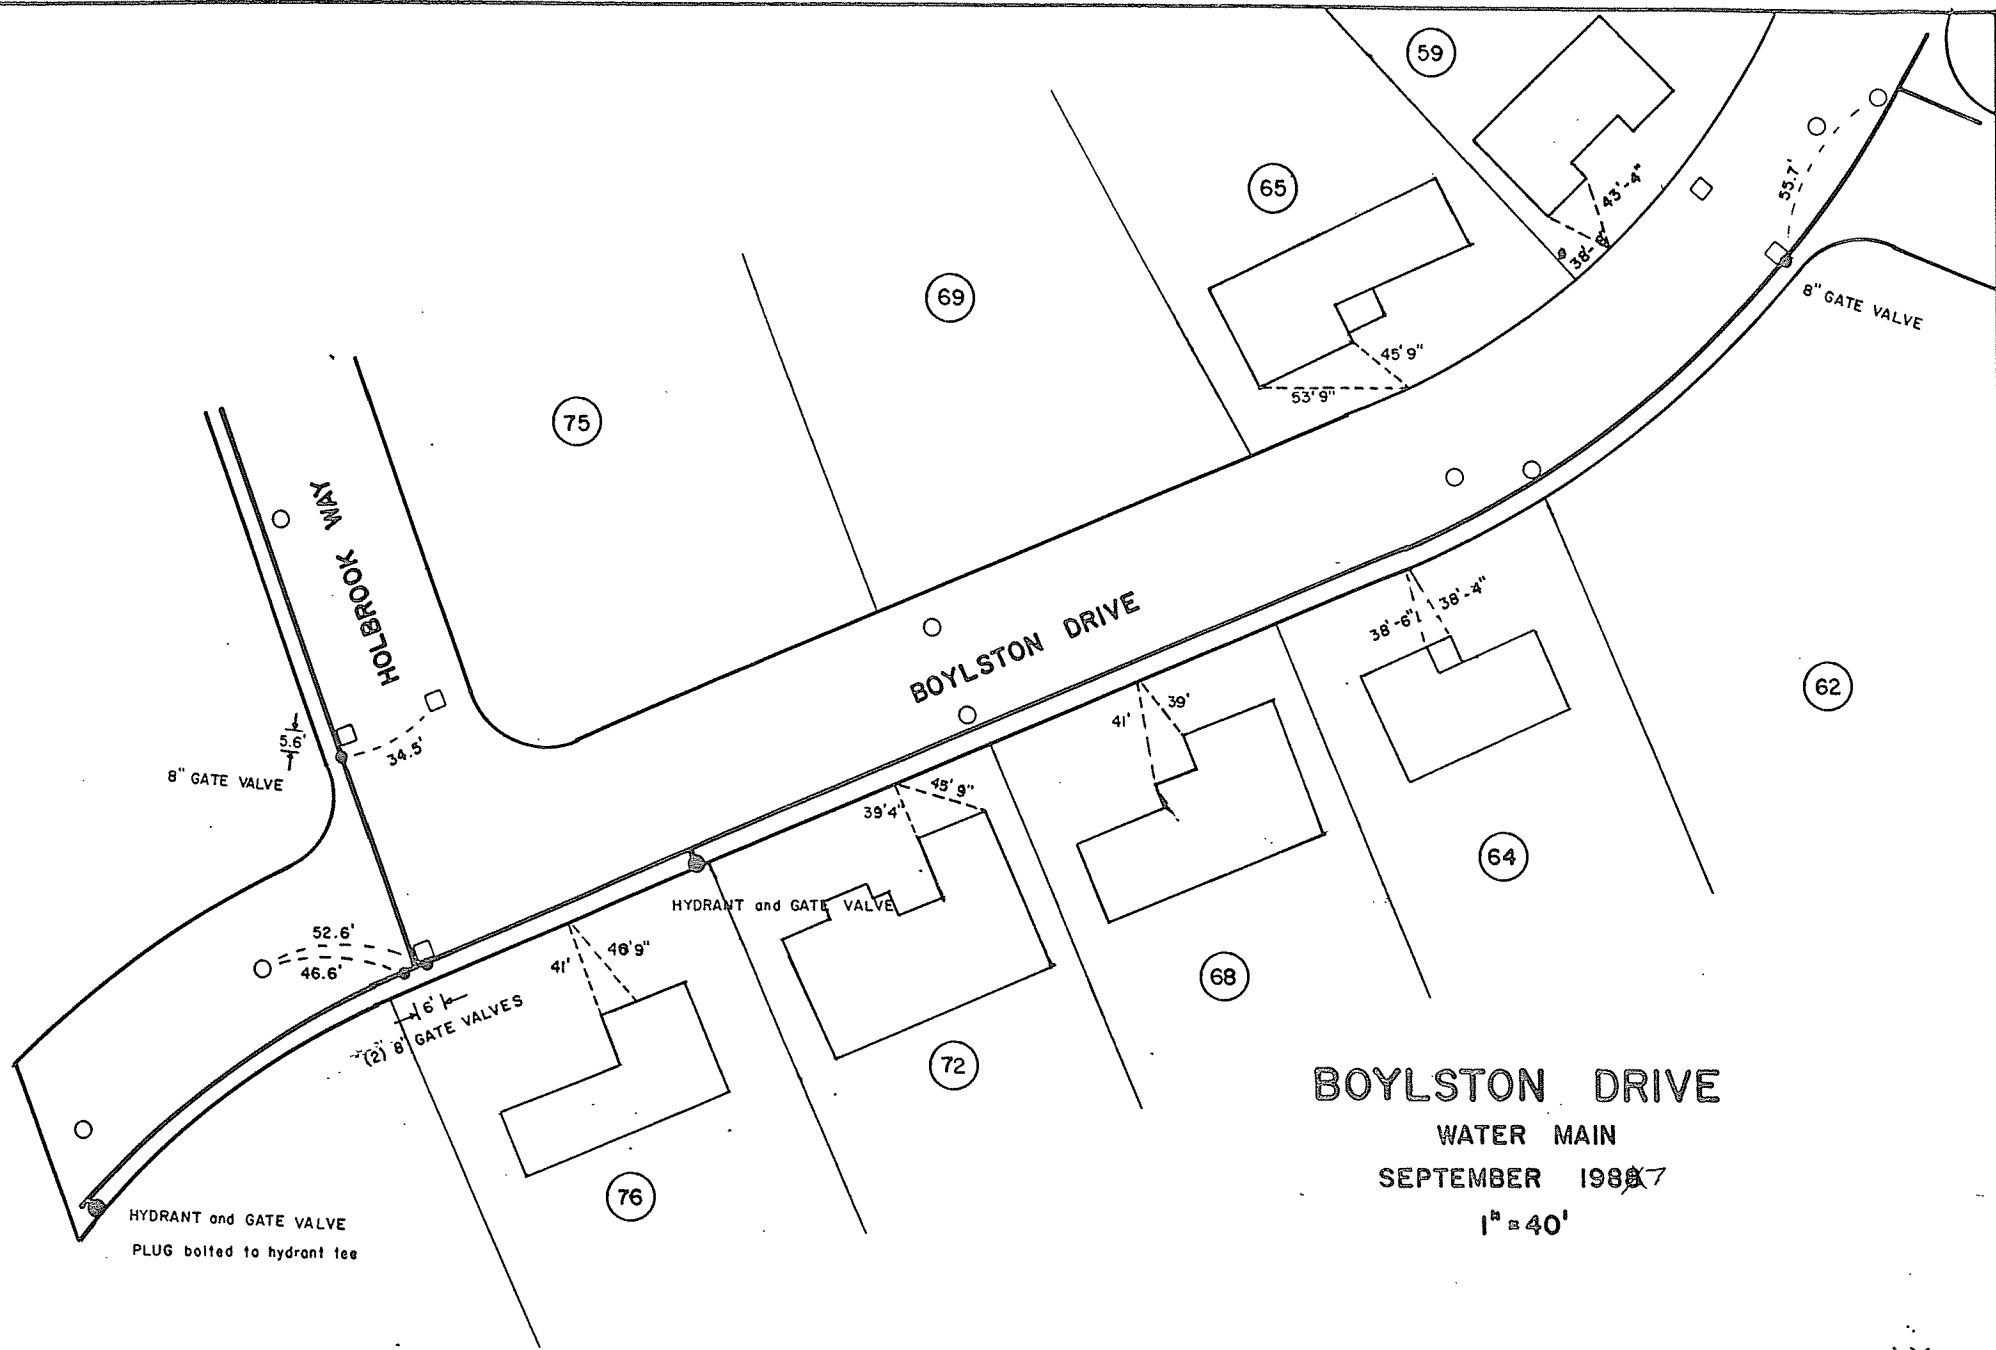 59
43'-4"
38'-8"
65
55.7'
8" GATE VALVE
69
45'9"
53'9"
75
HOLBROOK WAY
BOYLSTON DRIVE
38'-6"
38'-4"
62
5.6'
34.5'
8" GATE VALVE
41'
39'
45'9"
39'4"
64
HYDRANT and GATE VALVE
52.6'
46.6'
41'
9"
68
6'
(2) 8" GATE VALVES
72
76
BOYLSTON DRIVE
WATER MAIN
SEPTEMBER 1987
1"=40'
HYDRANT and GATE VALVE
PLUG bolted to hydrant tee